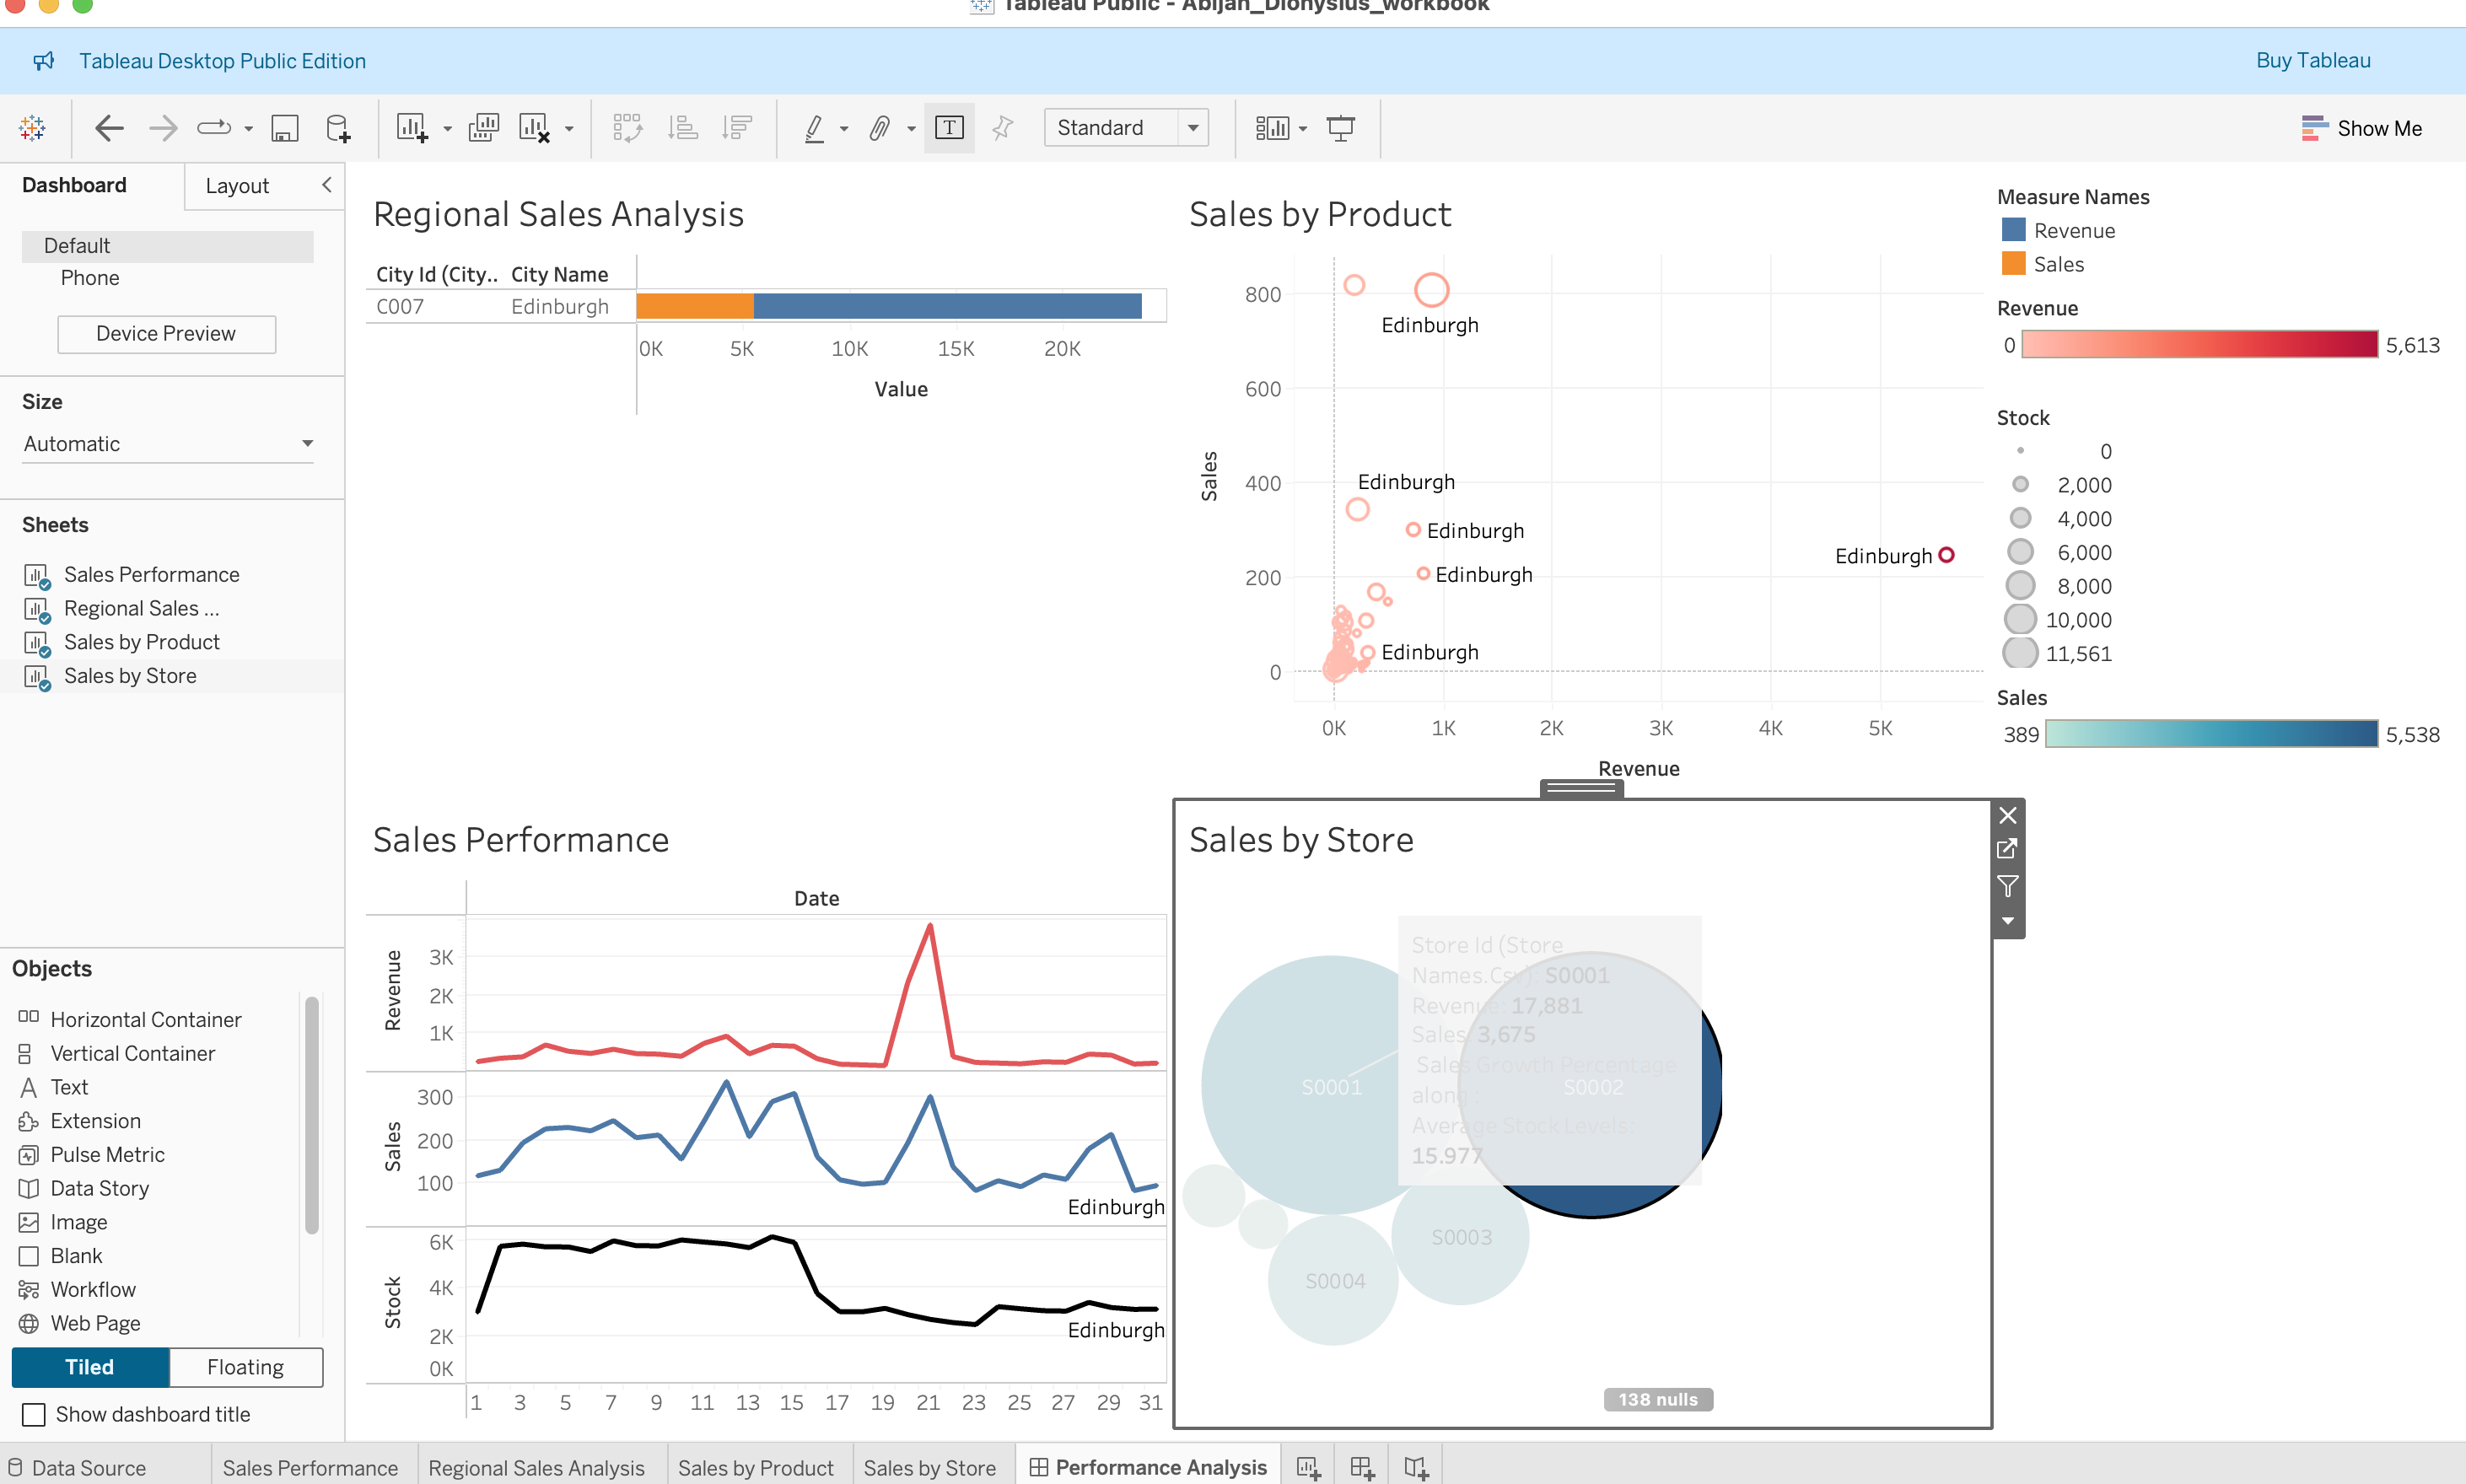 Tableau Public - Abijah_Dionysius_workbook
Tableau Desktop Public Edition
Buy Tableau
T
Standard
Show Me
Dashboard
Layout
Default
Phone
Device Preview
Size
Automatic
Sheets
Sales Performance
Regional Sales ...
Sales by Product
Sales by Store
Objects
Horizontal Container
Vertical Container
Text
Extension
Pulse Metric
Data Story
Image
Blank
Workflow
Web Page
Tiled
Floating
Show dashboard title
Regional Sales Analysis
City Id (City..
City Name
C007
Edinburgh
0K
5K
10K
15K
20K
Value
Sales by Product
800
600
400
200
0
Sales
Edinburgh
Edinburgh
Edinburgh
Edinburgh
Edinburgh
Edinburgh
0K
1K
2K
3K
4K
5K
Revenue
Measure Names
Revenue
Sales
Revenue
0
5,613
Stock
0
2,000
4,000
6,000
8,000
10,000
11,561
Sales
389
5,538
Sales Performance
Date
Revenue
3K
2K
1K
Sales
300
200
100
Edinburgh
Stock
6K
4K
2K
0K
Edinburgh
1
3
5
7
9
11
13
15
17
19
21
23
25
27
29
31
Sales by Store
Store Id (Store
Names.Csv): S0001
Revenue: 17,881
Sales: 3,675
Sales Growth Percentage
along
Average Stock Levels:
15.977
S0001
S0002
S0003
S0004
138 nulls
Data Source
Sales Performance
Regional Sales Analysis
Sales by Product
Sales by Store
Performance Analysis